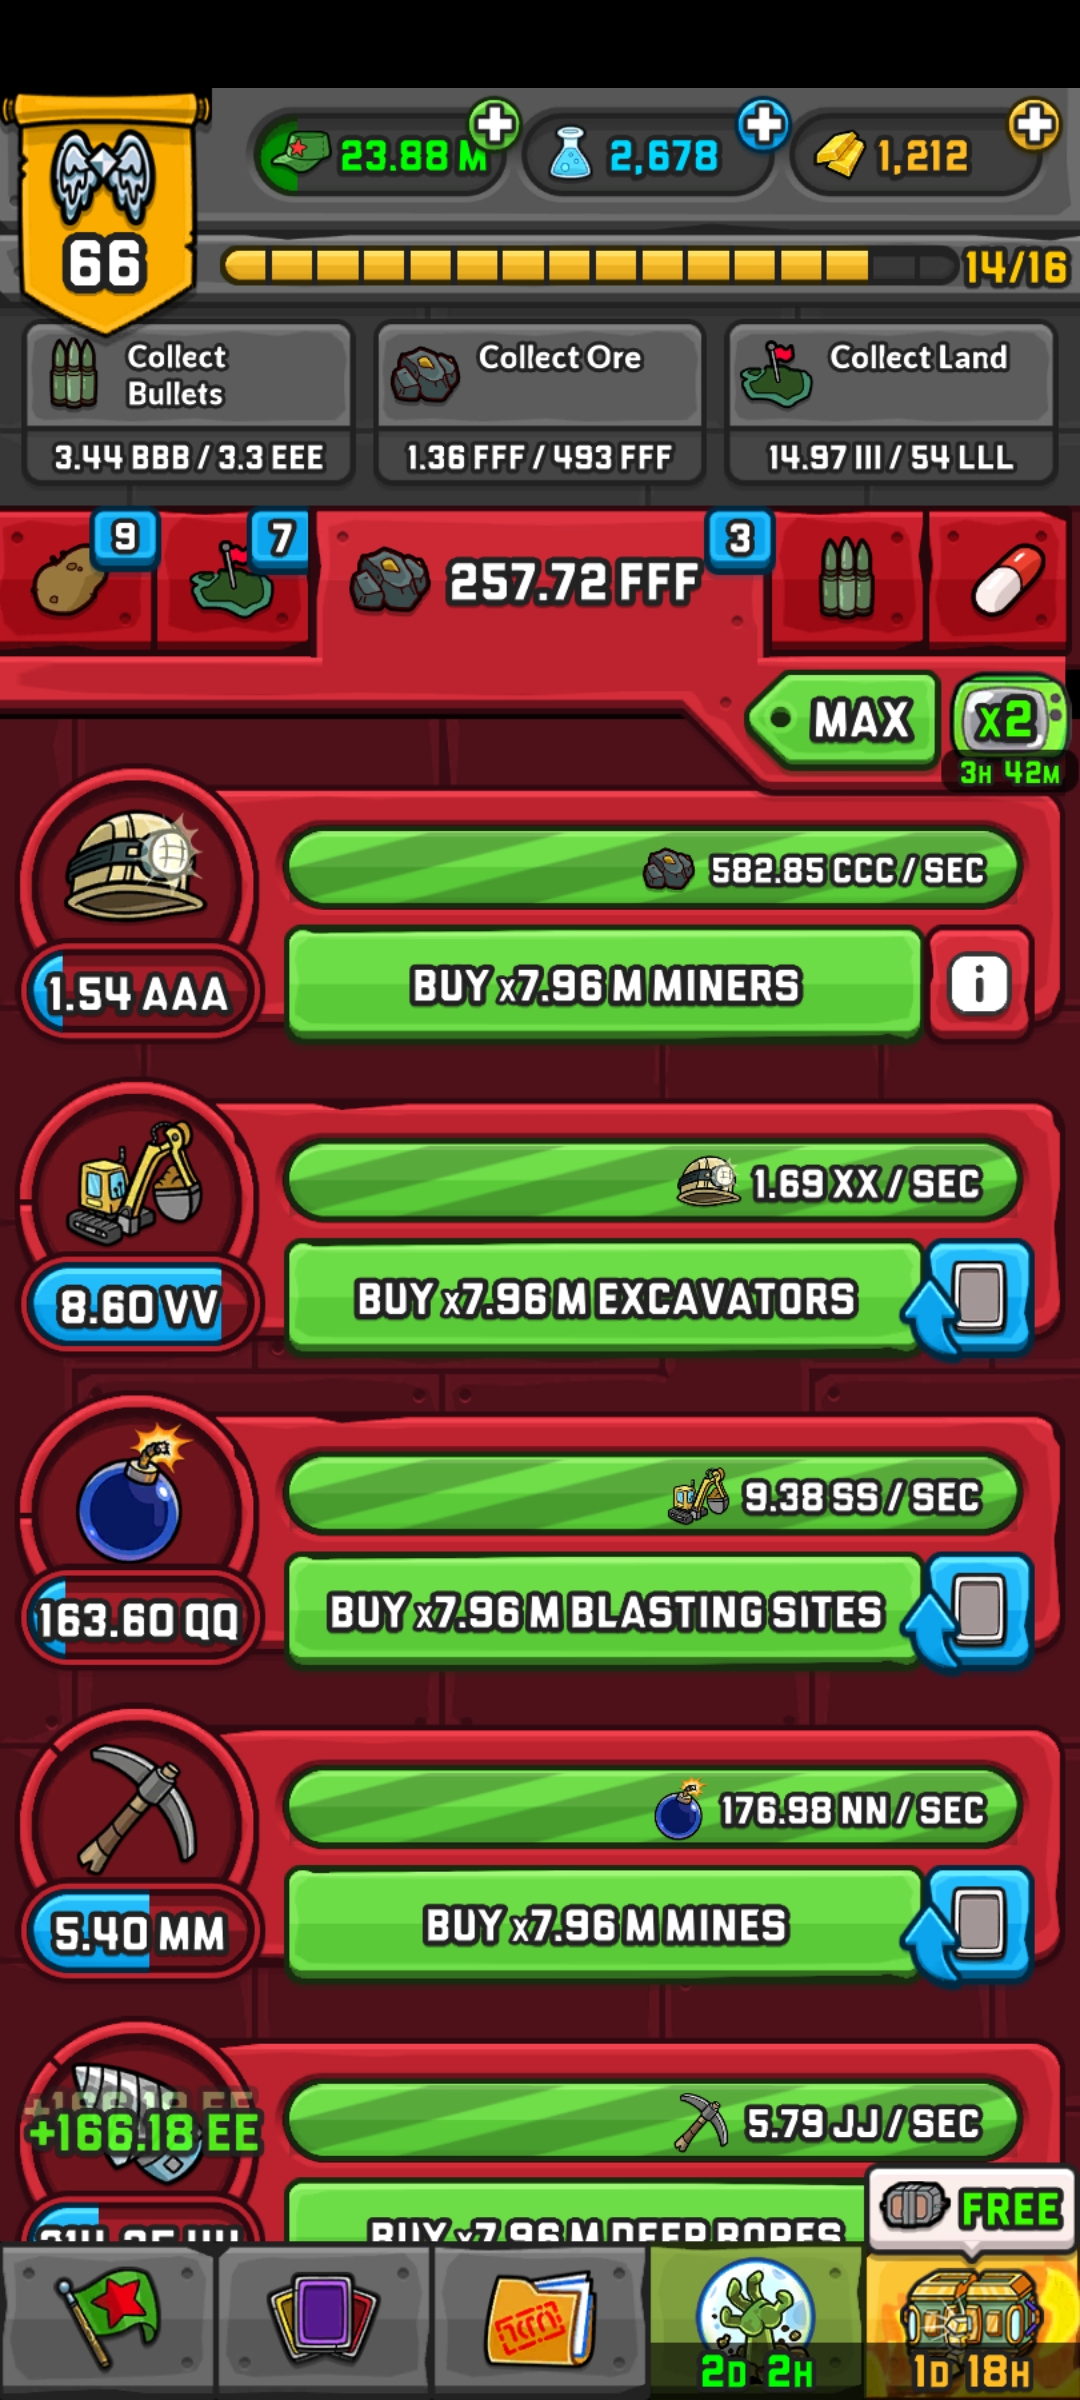 66
23.88 M
2,678
1,212
14/16
Collect
Bullets
3.44 BBB / 3.3 EEE
Collect Ore
1.36 FFF / 493 FFF
Collect Land
14.97 III / 54 LLL
9
7
257.72 FFF
3
MAX
x2
3H 42M
582.85 CCC / SEC
1.54 AAA
BUY x7.96 M MINERS
i
1.69 XX / SEC
8.60 VV
BUY x7.96 M EXCAVATORS
9.38 SS / SEC
163.60 QQ
BUY x7.96 M BLASTING SITES
176.98 NN / SEC
5.40 MM
BUY x7.96 M MINES
+166.18 EE
5.79 JJ / SEC
BUY x7.96 M DEEP BORES
FREE
2D 2H
1D 18H